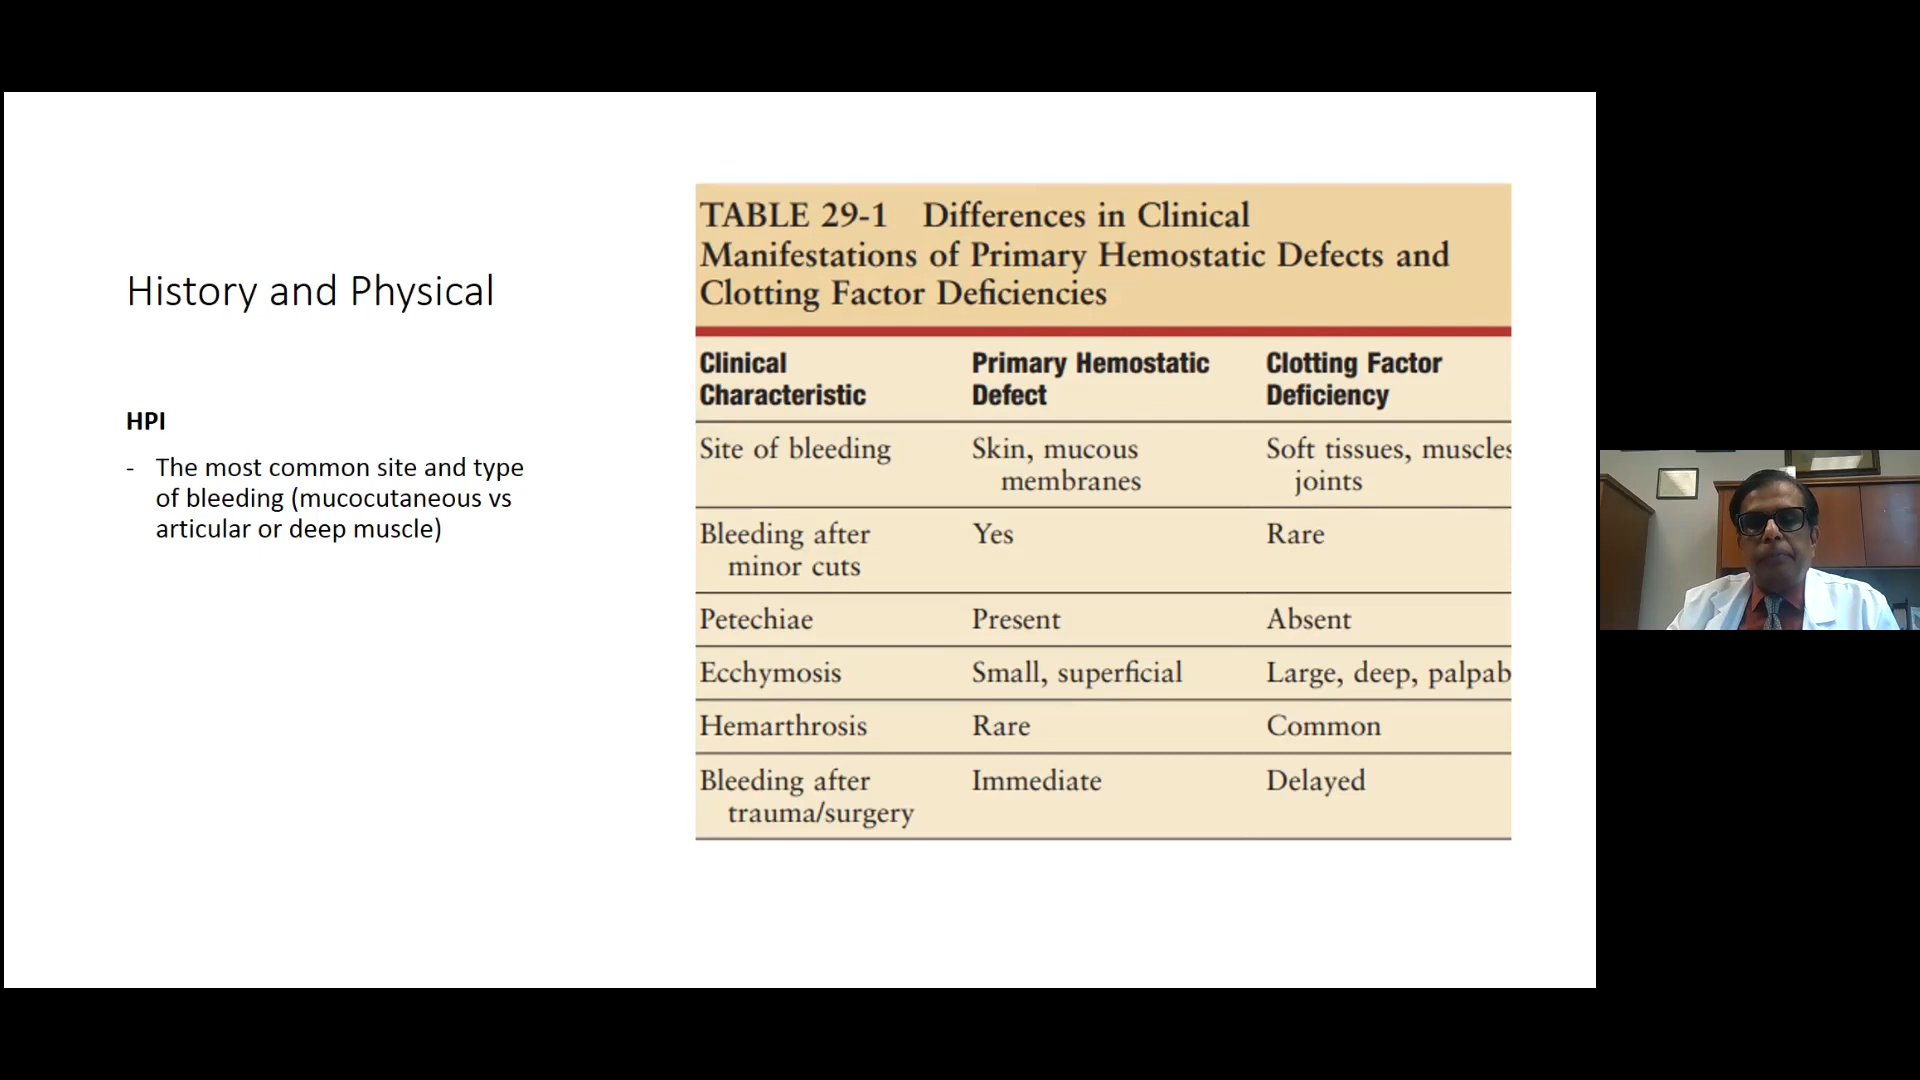 History and Physical
HPI
- The most common site and type
of bleeding (mucocutaneous vs
articular or deep muscle)
TABLE 29-1 Differences in Clinical
Manifestations of Primary Hemostatic Defects and
Clotting Factor Deficiencies
Clinical Characteristic Primary Hemostatic Defect Clotting Factor Deficiency
Site of bleeding Skin, mucous membranes Soft tissues, muscles joints
Bleeding after minor cuts Yes Rare
Petechiae Present Absent
Ecchymosis Small, superficial Large, deep, palpab
Hemarthrosis Rare Common
Bleeding after trauma/surgery Immediate Delayed